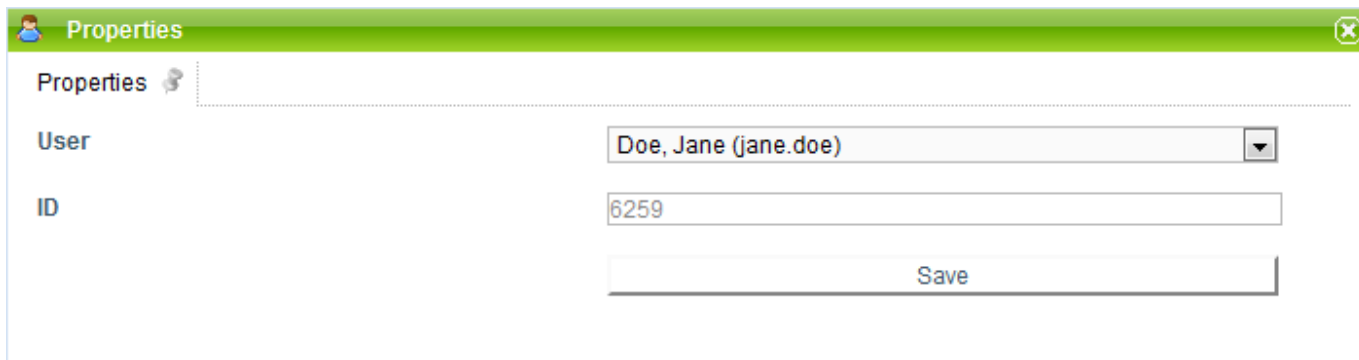 Properties
Properties
User
Doe, Jane (jane.doe)
ID
6259
Save